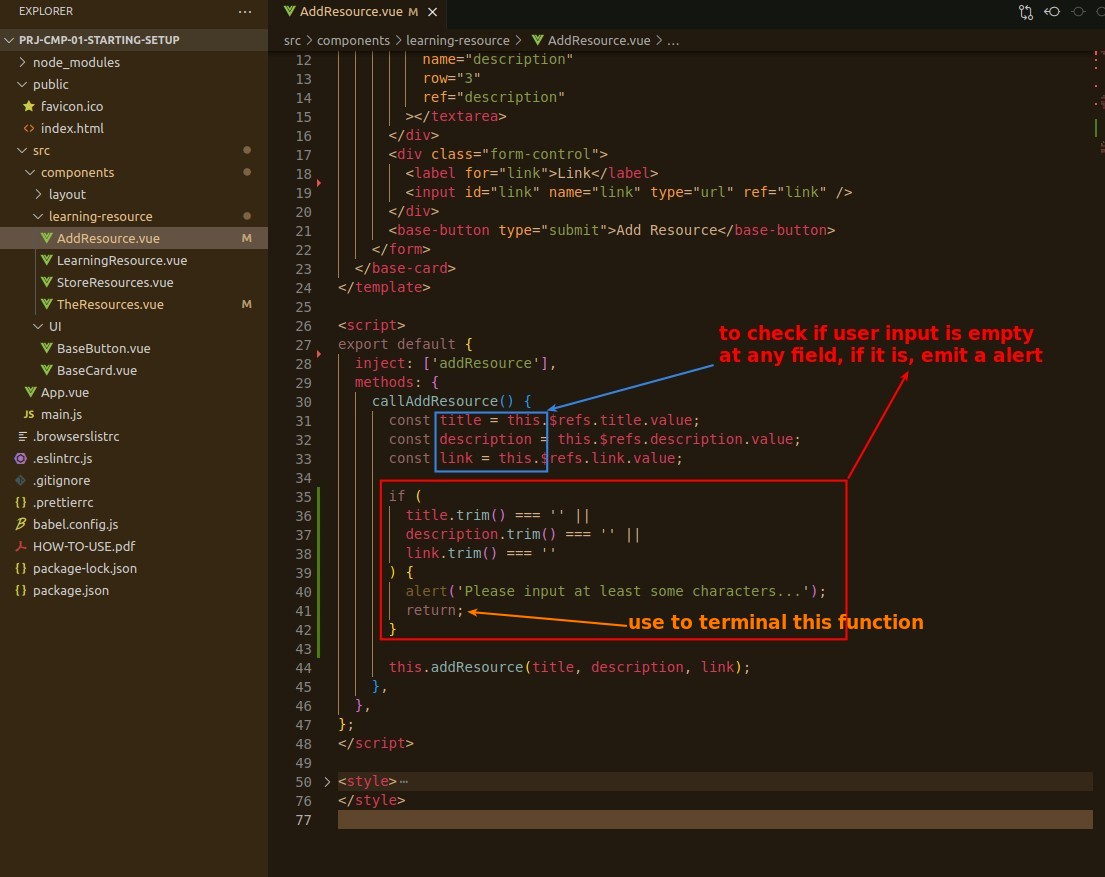 EXPLORER
PRJ-CMP-01-STARTING-SETUP
node_modules
public
favicon.ico
index.html
src
components
layout
learning-resource
AddResource.vue M
LearningResource.vue
StoreResources.vue
TheResources.vue M
UI
BaseButton.vue
BaseCard.vue
App.vue
JS main.js
.browserslistrc
.eslintrc.js
.gitignore
.prettierrc
babel.config.js
HOW-TO-USE.pdf
package-lock.json
package.json
AddResource.vue M
src > components > learning-resource > AddResource.vue > ...
12 name="description"
13 row="3"
14 ref="description"
15 ></textarea>
16 </div>
17 <div class="form-control">
18 <label for="link">Link</label>
19 <input id="link" name="link" type="url" ref="link" />
20 </div>
21 <base-button type="submit">Add Resource</base-button>
22 </form>
23 </base-card>
24 </template>
25
26 <script>
27 export default {
28 inject: ['addResource'],
29 methods: {
30 callAddResource() {
31 const title = this.$refs.title.value;
32 const description = this.$refs.description.value;
33 const link = this.$refs.link.value;
34
35 if (
36 title.trim() === '' ||
37 description.trim() === '' ||
38 link.trim() === ''
39 ) {
40 alert('Please input at least some characters...');
41 return;
42 }
43
44 this.addResource(title, description, link);
45 },
46 },
47 };
48 </script>
49
50 <style>
76 </style>
77
to check if user input is empty
at any field, if it is, emit a alert
use to terminal this function